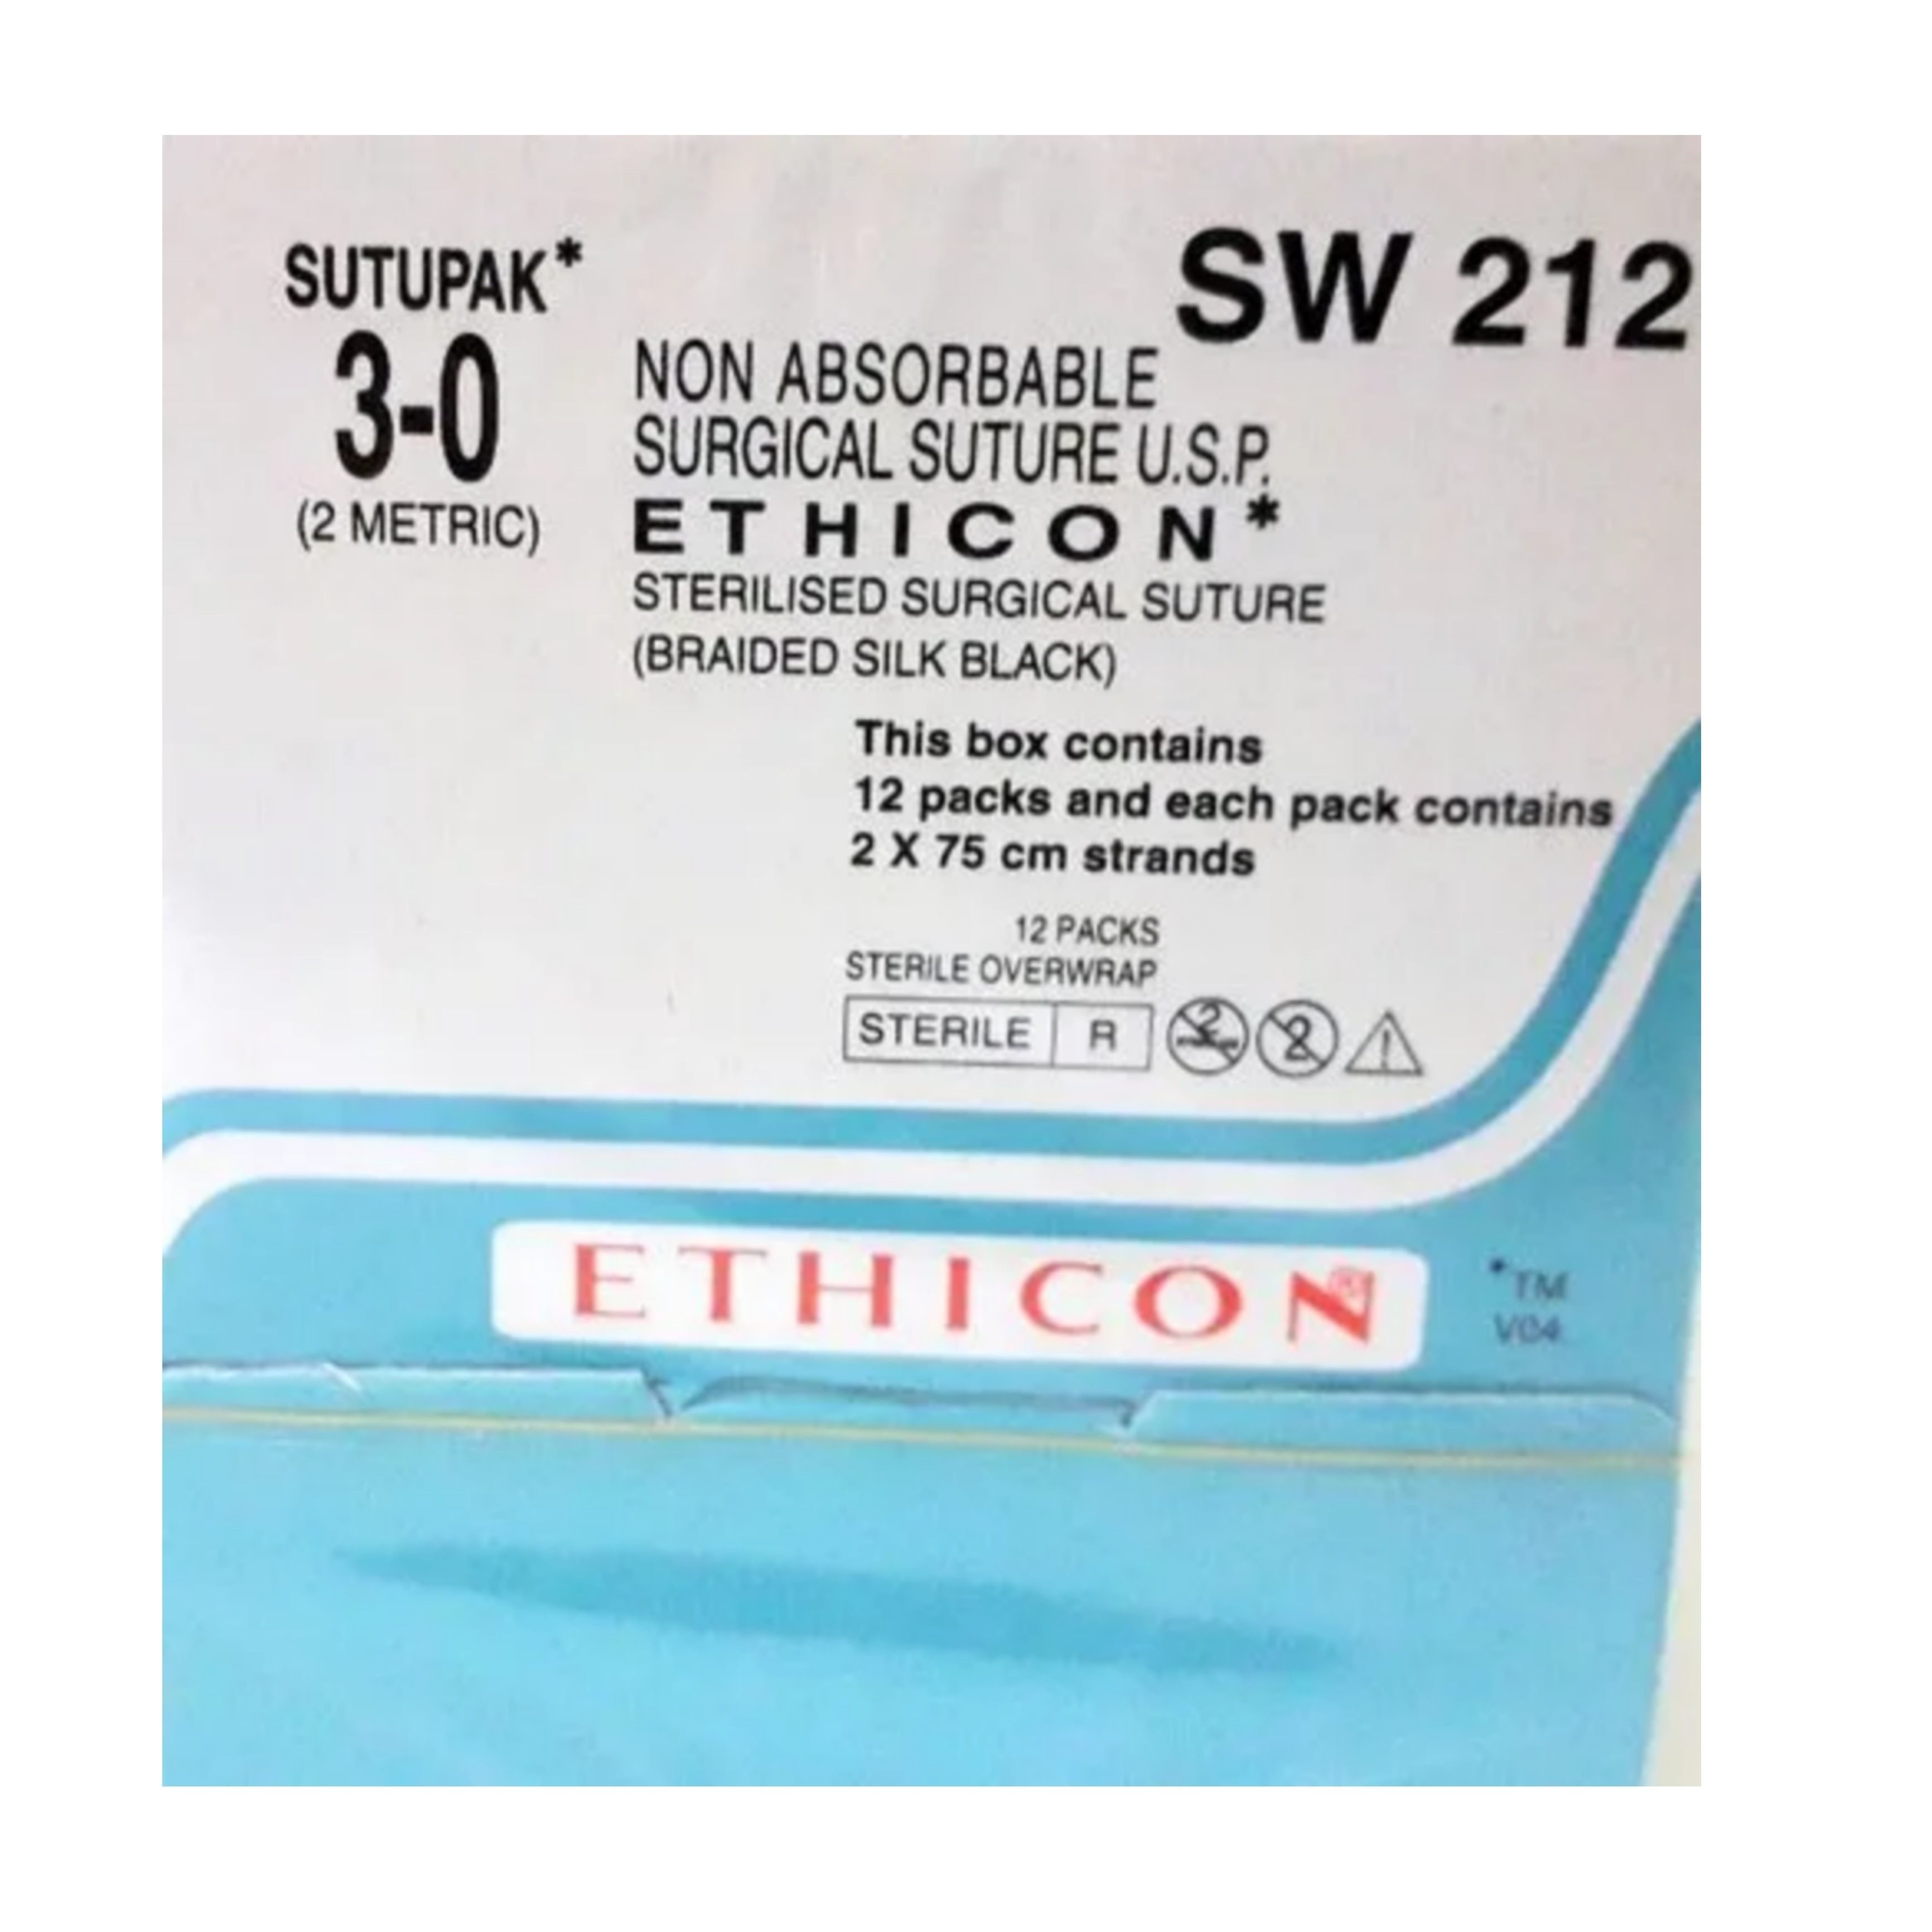 SUTUPAK*
3-0
(2 METRIC)
SW 212
NON ABSORBABLE
SURGICAL SUTURE U.S.P.
ETHICON*
STERILISED SURGICAL SUTURE
(BRAIDED SILK BLACK)
This box contains
12 packs and each pack contains
2 X 75 cm strands
12 PACKS
STERILE OVERWRAP
STERILE R 2 2 !
ETHICON®
*TM
V04